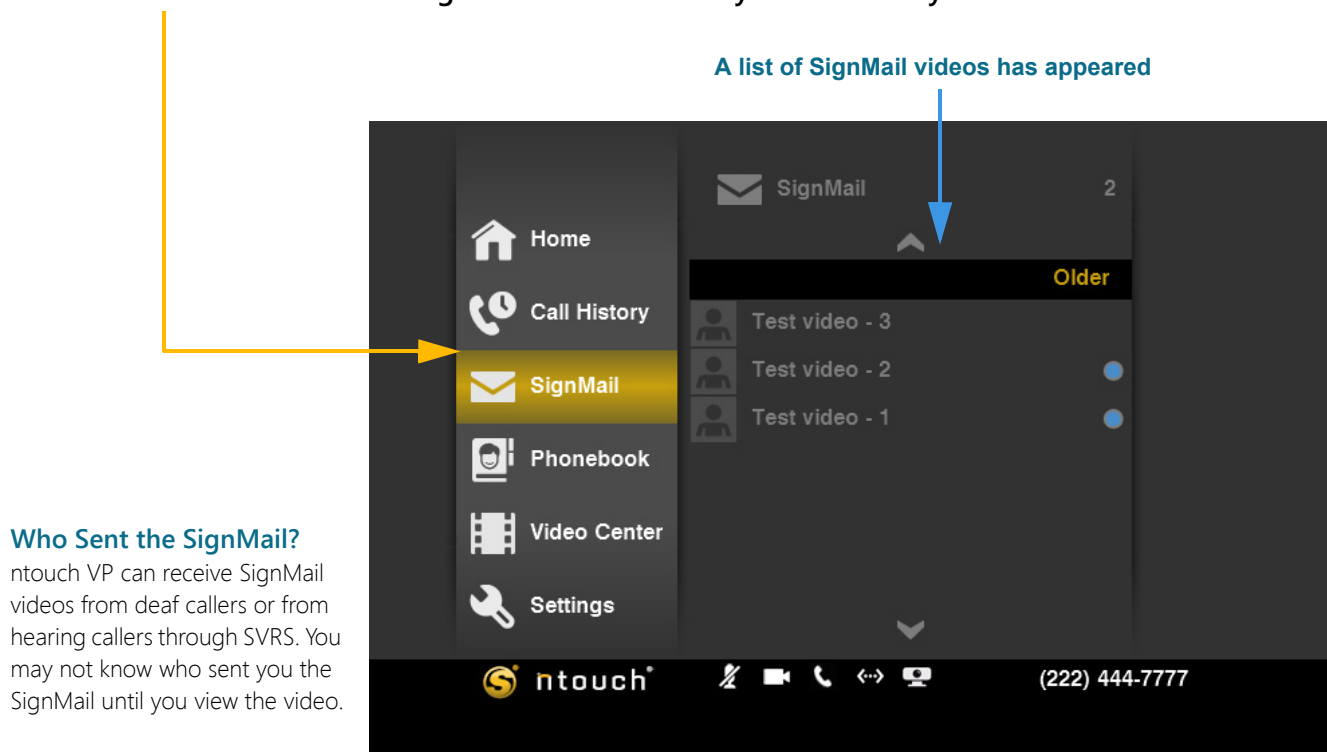 A list of SignMail videos has appeared
SignMail 2
Home
Older
Call History
Test video - 3
SignMail
Test video - 2
Test video - 1
Phonebook
Video Center
Settings
Who Sent the SignMail?
ntouch VP can receive SignMail
videos from deaf callers or from
hearing callers through SVRS. You
may not know who sent you the
SignMail until you view the video.
ntouch® (222) 444-7777